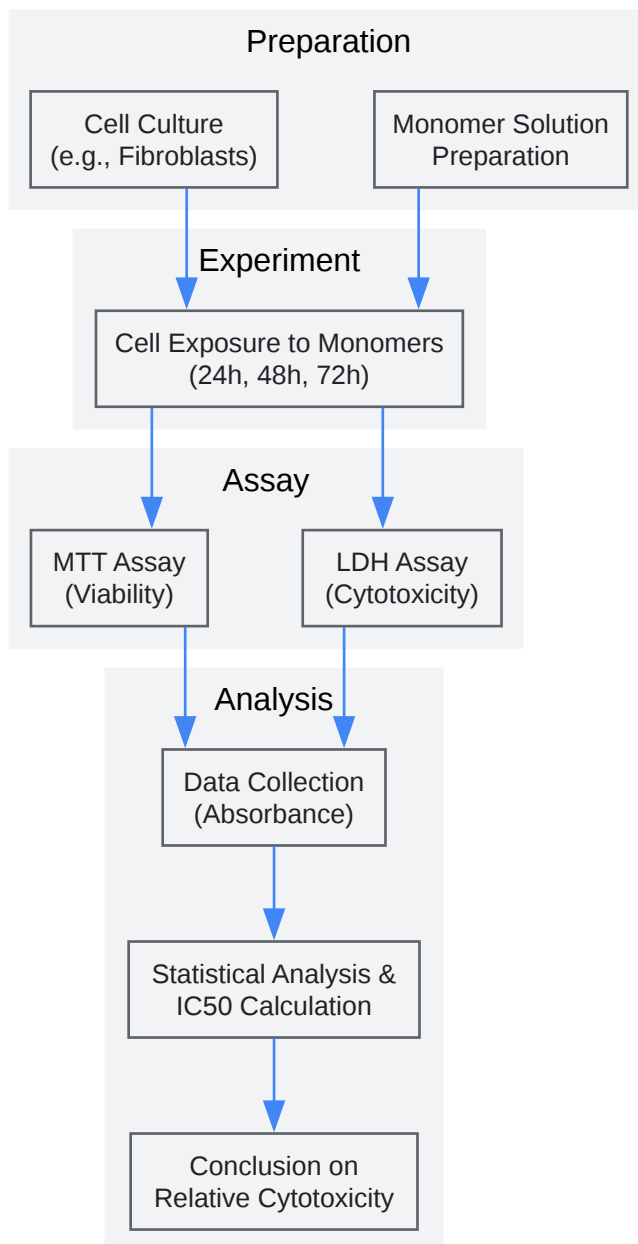 Preparation
Cell Culture
(e.g., Fibroblasts)
Monomer Solution
Preparation
Experiment
Cell Exposure to Monomers
(24h, 48h, 72h)
Assay
MTT Assay
(Viability)
LDH Assay
(Cytotoxicity)
Analysis
Data Collection
(Absorbance)
Statistical Analysis &
IC50 Calculation
Conclusion on
Relative Cytotoxicity